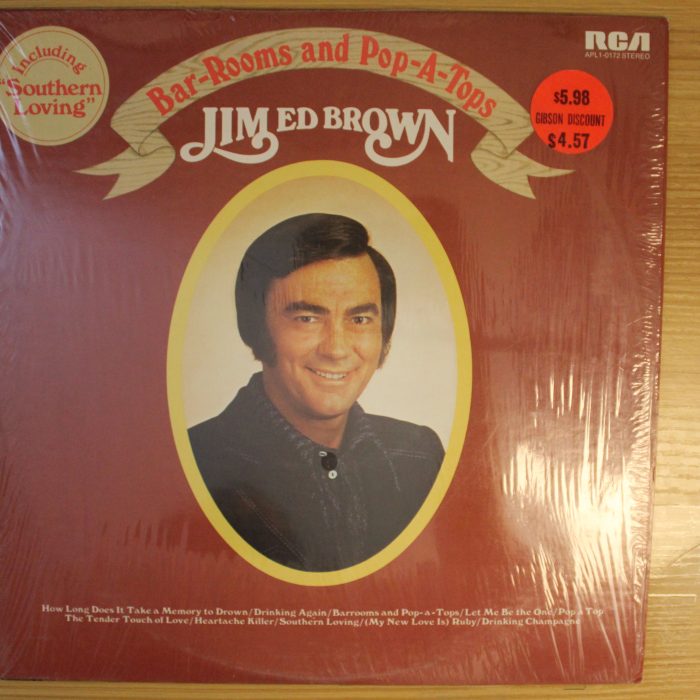 Including
"Southern
Loving"
Bar-Rooms and Pop-A-Tops
JIM ED BROWN
RCA
APL1-0172 STEREO
$5.98
GIBSON DISCOUNT
$4.57
How Long Does It Take a Memory to Drown/Drinking Again/Barrooms and Pop-a-Tops/Let Me Be the One/Pop a Top
The Tender Touch of Love/Heartache Killer/Southern Loving/(My New Love Is) Ruby/Drinking Champagne